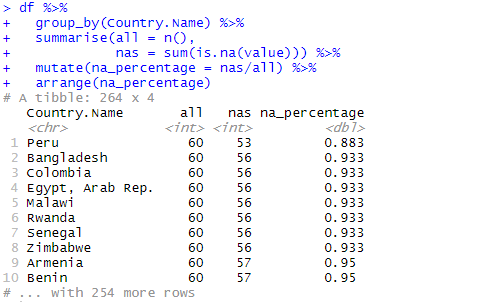 > df %>%
+   group_by(Country.Name) %>%
+   summarise(all = n(),
+             nas = sum(is.na(value))) %>%
+   mutate(na_percentage = nas/all) %>%
+   arrange(na_percentage)
# A tibble: 264 x 4
   Country.Name       all   nas na_percentage
   <chr>            <int> <int>         <dbl>
 1 Peru                60    53         0.883
 2 Bangladesh          60    56         0.933
 3 Colombia            60    56         0.933
 4 Egypt, Arab Rep.    60    56         0.933
 5 Malawi              60    56         0.933
 6 Rwanda              60    56         0.933
 7 Senegal             60    56         0.933
 8 Zimbabwe            60    56         0.933
 9 Armenia             60    57         0.95
10 Benin               60    57         0.95
# ... with 254 more rows